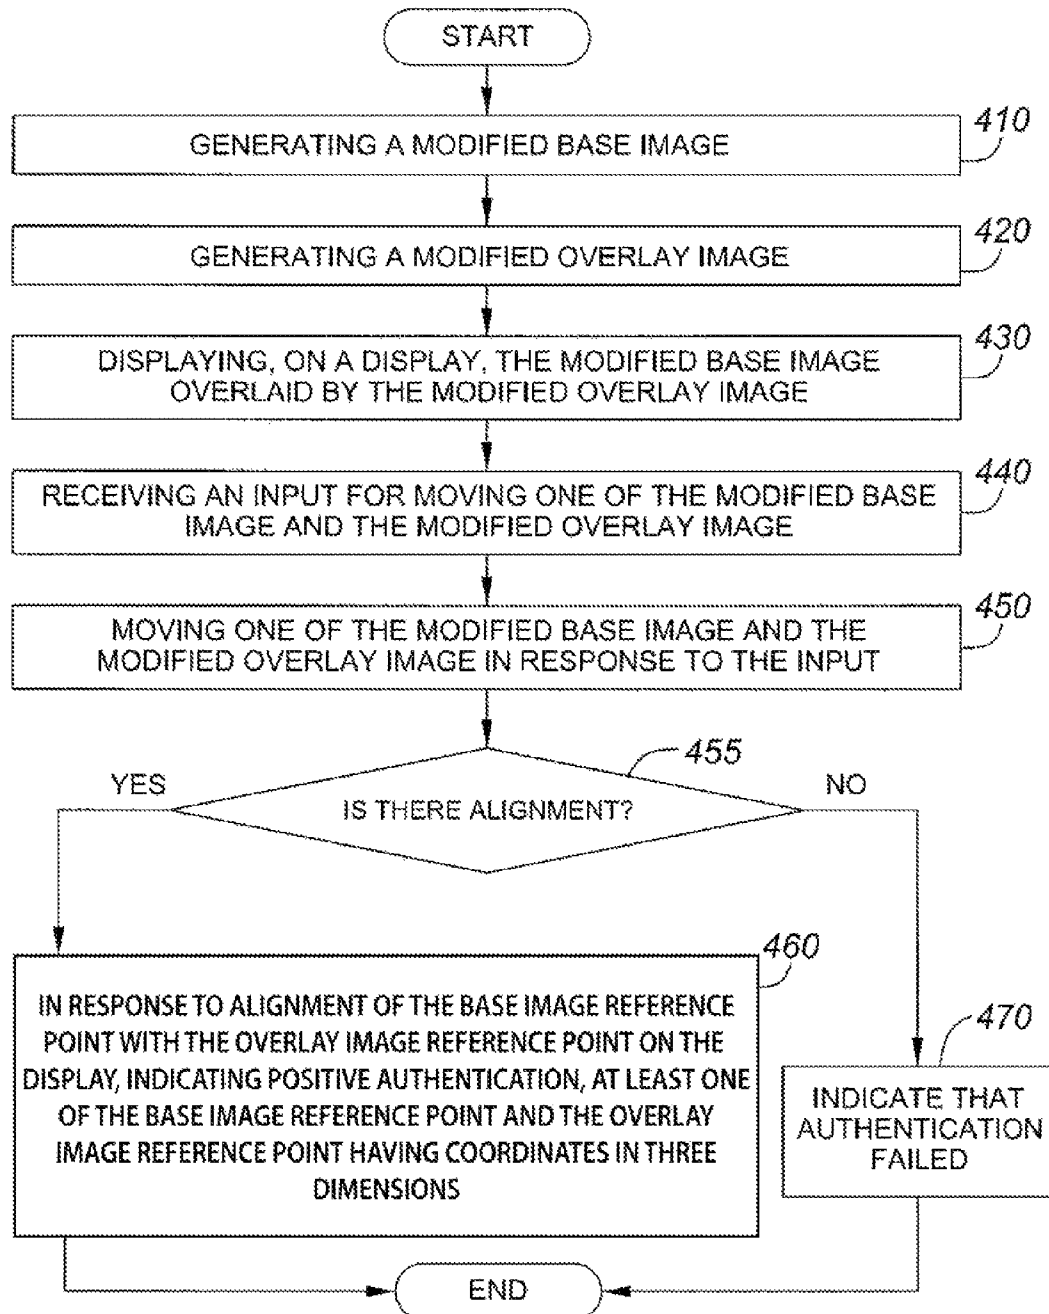 START
410
GENERATING A MODIFIED BASE IMAGE
420
GENERATING A MODIFIED OVERLAY IMAGE
430
DISPLAYING, ON A DISPLAY, THE MODIFIED BASE IMAGE
OVERLAID BY THE MODIFIED OVERLAY IMAGE
440
RECEIVING AN INPUT FOR MOVING ONE OF THE MODIFIED BASE
IMAGE AND THE MODIFIED OVERLAY IMAGE
450
MOVING ONE OF THE MODIFIED BASE IMAGE AND THE
MODIFIED OVERLAY IMAGE IN RESPONSE TO THE INPUT
455
YES
NO
IS THERE ALIGNMENT?
460
IN RESPONSE TO ALIGNMENT OF THE BASE IMAGE REFERENCE
POINT WITH THE OVERLAY IMAGE REFERENCE POINT ON THE
DISPLAY, INDICATING POSITIVE AUTHENTICATION, AT LEAST ONE
OF THE BASE IMAGE REFERENCE POINT AND THE OVERLAY
IMAGE REFERENCE POINT HAVING COORDINATES IN THREE
DIMENSIONS
470
INDICATE THAT
AUTHENTICATION
FAILED
END